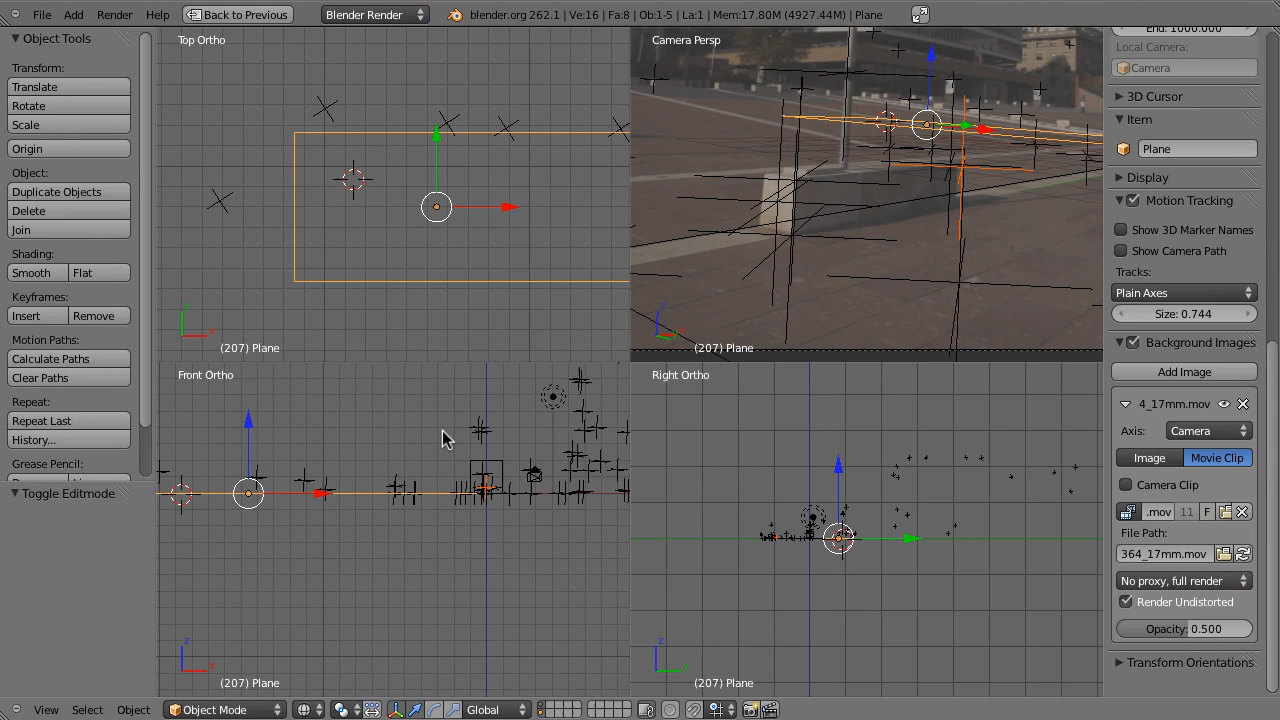 File Add Render Help Back to Previous Blender Render blender.org 262.1 | Ve:16 | Fa:8 | Ob:1-5 | La:1 | Mem:17.80M (4927.44M) | Plane
Object Tools
Transform:
Translate
Rotate
Scale
Origin
Object:
Duplicate Objects
Delete
Join
Shading:
Smooth Flat
Keyframes:
Insert Remove
Motion Paths:
Calculate Paths
Clear Paths
Repeat:
Repeat Last
History...
Grease Pencil:
Toggle Editmode
Top Ortho
(207) Plane
Camera Persp
(207) Plane
Front Ortho
(207) Plane
Right Ortho
(207) Plane
End: 1000.000
Local Camera:
Camera
3D Cursor
Item
Plane
Display
Motion Tracking
Show 3D Marker Names
Show Camera Path
Tracks:
Plain Axes
Size: 0.744
Background Images
Add Image
4_17mm.mov
Axis: Camera
Image Movie Clip
Camera Clip
.mov 11 F
File Path:
364_17mm.mov
No proxy, full render
Render Undistorted
Opacity: 0.500
Transform Orientations
View Select Object Object Mode Global